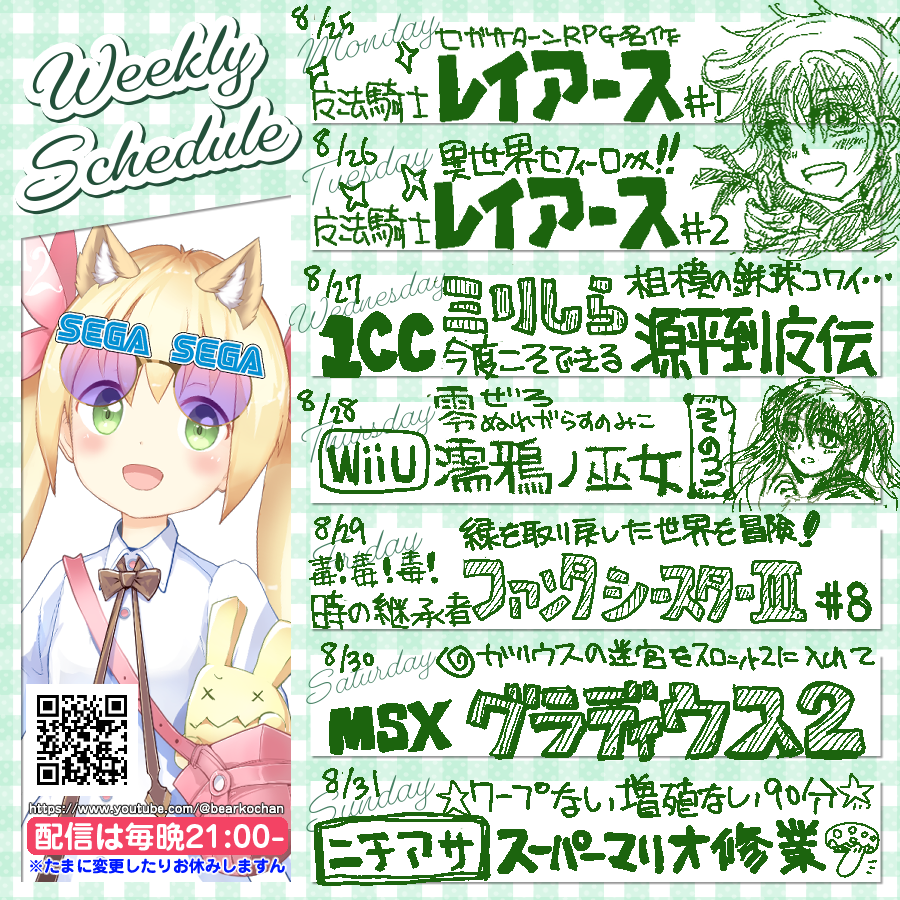 Weekly
Schedule
SEGA SEGA
https://www.youtube.com/@bearkochan
配信は毎晩21:00-
※たまに変更したりお休みしますん
8/25
Monday
セガサターンRPG名作
魔法騎士 レイアース #1
8/26
Tuesday
異世界セフィーロがメ!!
魔法騎士 レイアース #2
8/27
Wednesday
ミリしら
相模の鉄球コワイ…
1CC 今度こそできる 源平討魔伝
8/28
Thursday
零 ぜろ
ぬれがらすのみこ
WiiU 濡鴉ノ巫女 その3
8/29
Friday
緑を取り戻した世界を冒険!
毒!毒!毒!
時の継承者 ファンタシースターIII #8
8/30
Saturday
ガリウスの迷宮をスロット2に入れて
MSX グラディウス2
8/31
Sunday
☆ワープない増殖ない90分☆
ニチアサ スーパーマリオ修業